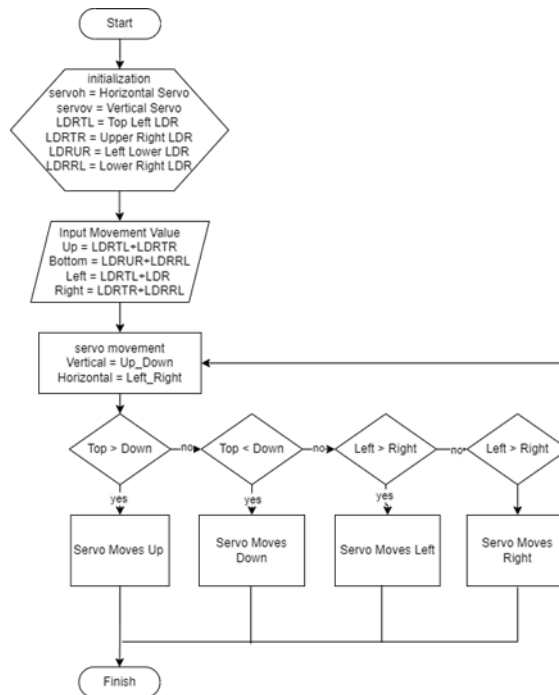 Start
initialization
servoh = Horizontal Servo
servov = Vertical Servo
LDRTL = Top Left LDR
LDRTR = Upper Right LDR
LDRUR = Left Lower LDR
LDRRL = Lower Right LDR
Input Movement Value
Up = LDRTL+LDRTR
Bottom = LDRUR+LDRRL
Left = LDRTL+LDR
Right = LDRTR+LDRRL
servo movement
Vertical = Up_Down
Horizontal = Left_Right
Top > Down
no
Top < Down
no
Left > Right
no
Left > Right
yes
yes
yes
Servo Moves Up
Servo Moves
Down
Servo Moves Left
Servo Moves
Right
Finish